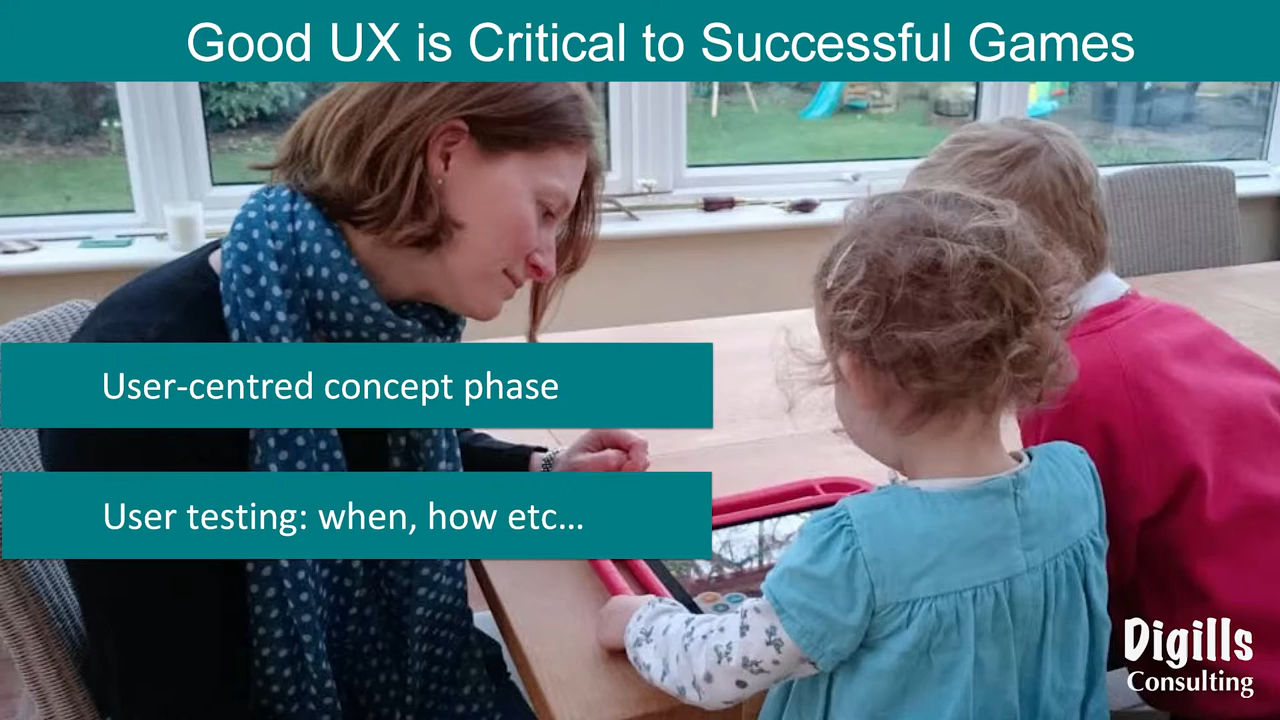 Good UX is Critical to Successful Games
User-centred concept phase
User testing: when, how etc…
Digills
Consulting